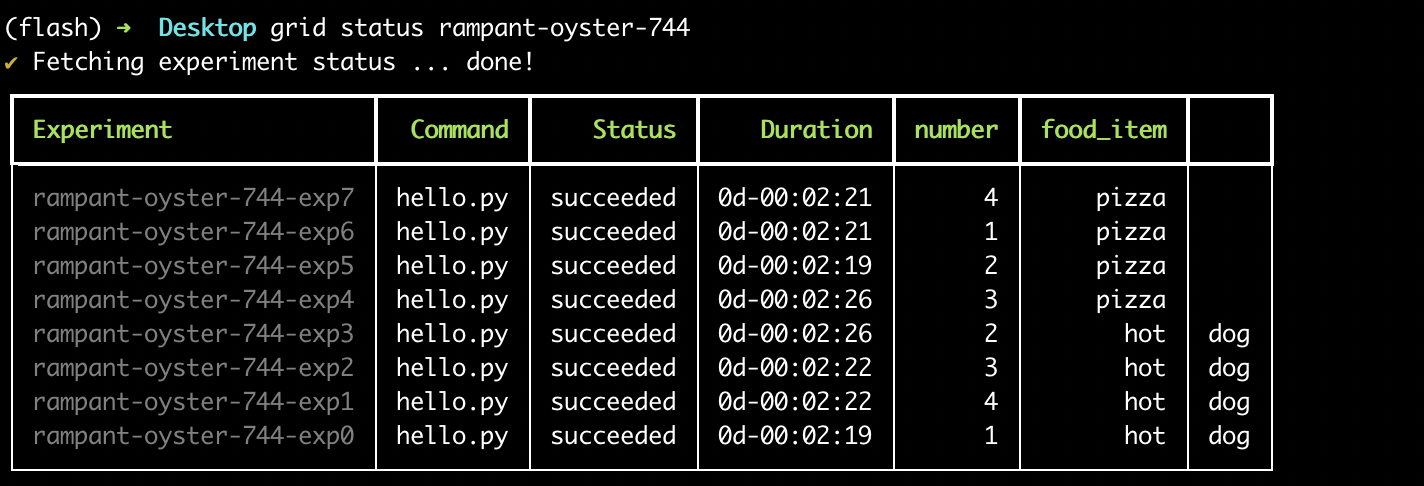 (flash) ➜ Desktop grid status rampant-oyster-744
✔ Fetching experiment status ... done!
Experiment Command Status Duration number food_item
rampant-oyster-744-exp7 hello.py succeeded 0d-00:02:21 4 pizza
rampant-oyster-744-exp6 hello.py succeeded 0d-00:02:21 1 pizza
rampant-oyster-744-exp5 hello.py succeeded 0d-00:02:19 2 pizza
rampant-oyster-744-exp4 hello.py succeeded 0d-00:02:26 3 pizza
rampant-oyster-744-exp3 hello.py succeeded 0d-00:02:26 2 hot dog
rampant-oyster-744-exp2 hello.py succeeded 0d-00:02:22 3 hot dog
rampant-oyster-744-exp1 hello.py succeeded 0d-00:02:22 4 hot dog
rampant-oyster-744-exp0 hello.py succeeded 0d-00:02:19 1 hot dog